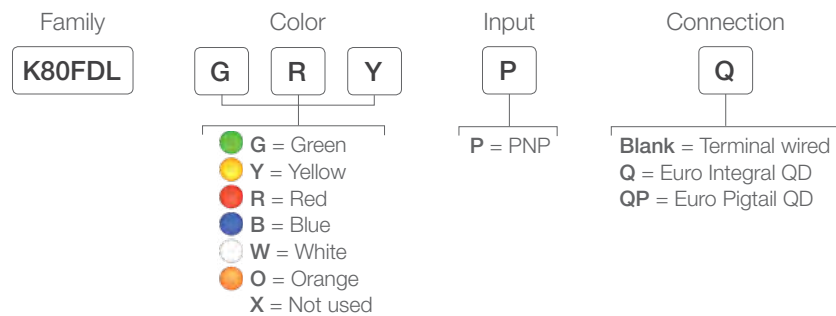 Family Color Input Connection
K80FDL G R Y P Q
G = Green P = PNP Blank = Terminal wired
Y = Yellow Q = Euro Integral QD
R = Red QP = Euro Pigtail QD
B = Blue
W = White
O = Orange
X = Not used